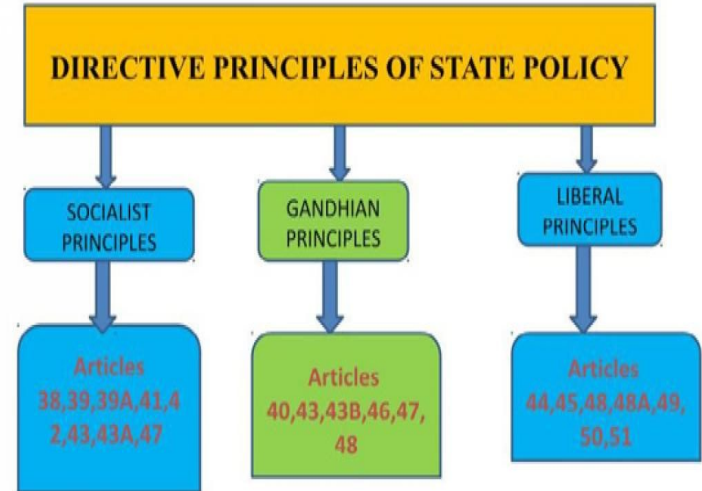 DIRECTIVE PRINCIPLES OF STATE POLICY
SOCIALIST
PRINCIPLES
GANDHIAN
PRINCIPLES
LIBERAL
PRINCIPLES
Articles
38,39,39A,41,4
2,43,43A,47
Articles
40,43,43B,46,47,
48
Articles
44,45,48,48A,49,
50,51